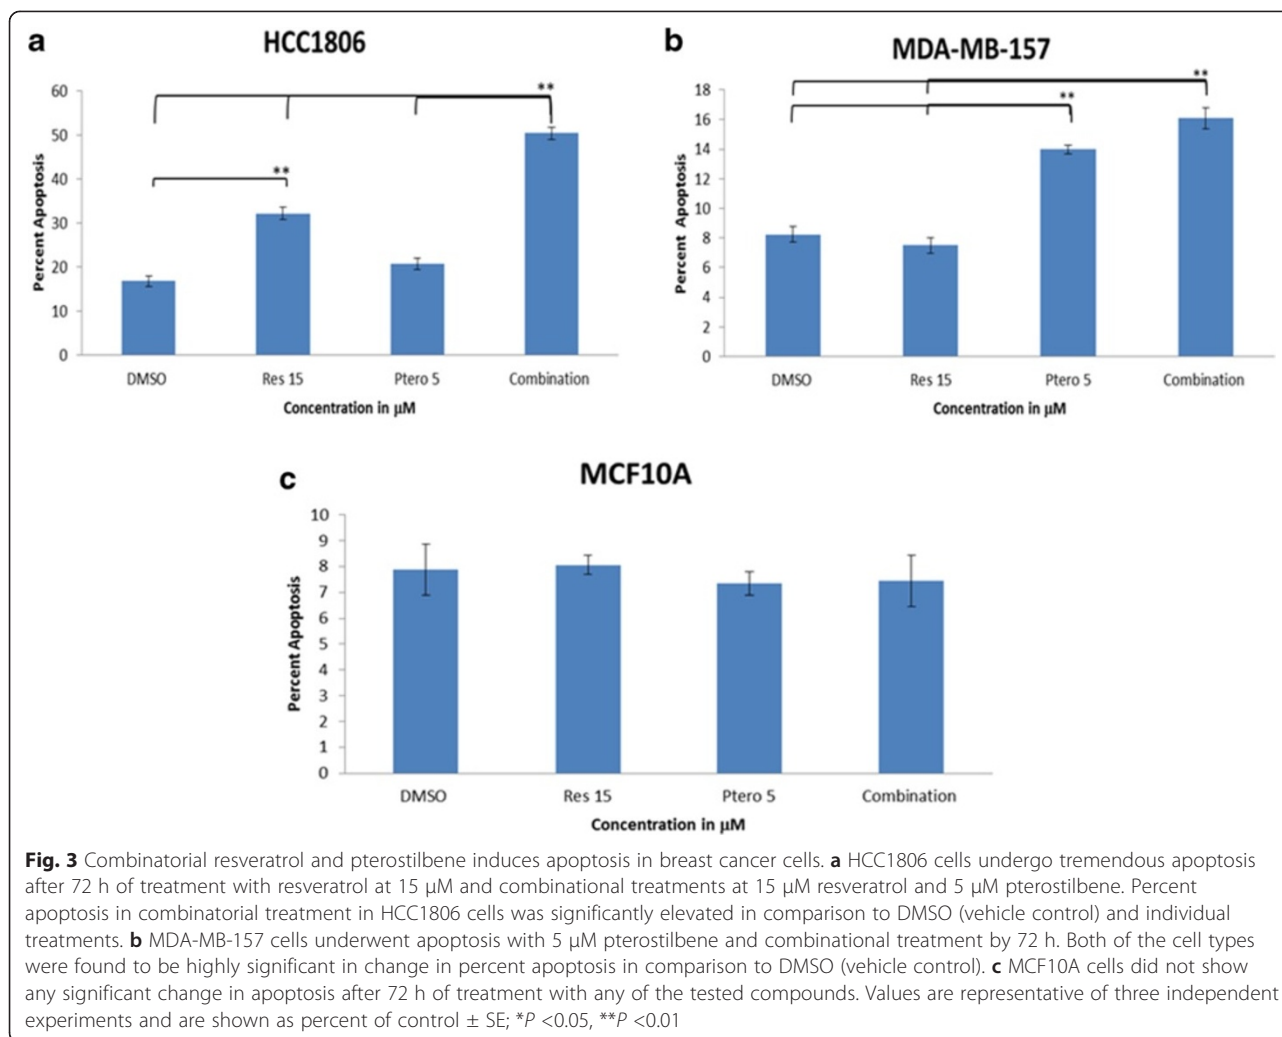 a
HCC1806
Percent Apoptosis
60
50
40
30
20
10
0
**
**
DMSO Res 15 Ptero 5 Combination
Concentration in µM
b
MDA-MB-157
Percent Apoptosis
18
16
14
12
10
8
6
4
2
0
**
**
DMSO Res 15 Ptero 5 Combination
Concentration in µM
c
MCF10A
Percent Apoptosis
10
9
8
7
6
5
4
3
2
1
0
DMSO Res 15 Ptero 5 Combination
Concentration in µM
Fig. 3 Combinatorial resveratrol and pterostilbene induces apoptosis in breast cancer cells. a HCC1806 cells undergo tremendous apoptosis
after 72 h of treatment with resveratrol at 15 µM and combinational treatments at 15 µM resveratrol and 5 µM pterostilbene. Percent
apoptosis in combinatorial treatment in HCC1806 cells was significantly elevated in comparison to DMSO (vehicle control) and individual
treatments. b MDA-MB-157 cells underwent apoptosis with 5 µM pterostilbene and combinational treatment by 72 h. Both of the cell types
were found to be highly significant in change in percent apoptosis in comparison to DMSO (vehicle control). c MCF10A cells did not show
any significant change in apoptosis after 72 h of treatment with any of the tested compounds. Values are representative of three independent
experiments and are shown as percent of control ± SE; *P <0.05, **P <0.01